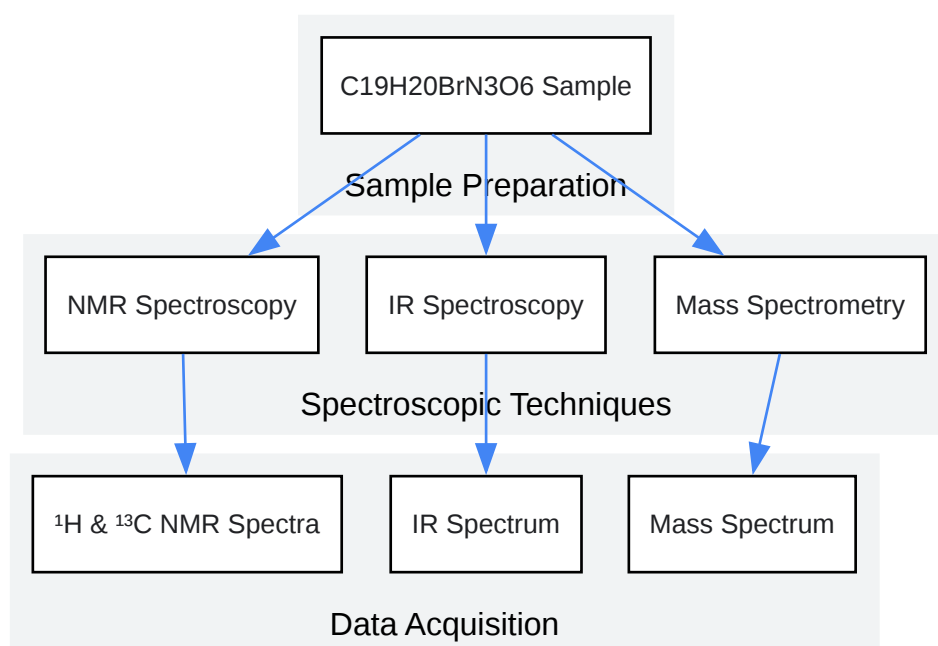 C19H20BrN3O6 Sample
Sample Preparation
NMR Spectroscopy
IR Spectroscopy
Mass Spectrometry
Spectroscopic Techniques
¹H & ¹³C NMR Spectra
IR Spectrum
Mass Spectrum
Data Acquisition